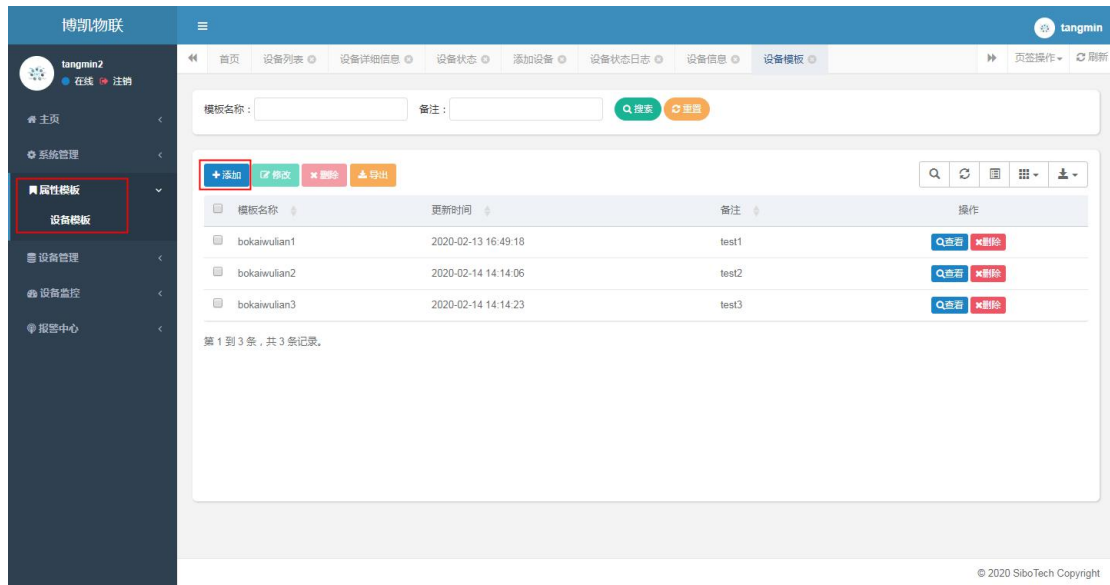 博凯物联
tangmin
tangmin2
在线 注销
首页 设备列表 设备详细信息 设备状态 添加设备 设备状态日志 设备信息 设备模板 页签操作 刷新
模板名称： 备注： 搜索 重置
主页
系统管理
属性模板
设备模板
设备管理
设备监控
报警中心
添加 修改 删除 导出
模板名称 更新时间 备注 操作
bokaiwulian1 2020-02-13 16:49:18 test1 查看 删除
bokaiwulian2 2020-02-14 14:14:06 test2 查看 删除
bokaiwulian3 2020-02-14 14:14:23 test3 查看 删除
第 1 到 3 条，共 3 条记录。
© 2020 SiboTech Copyright